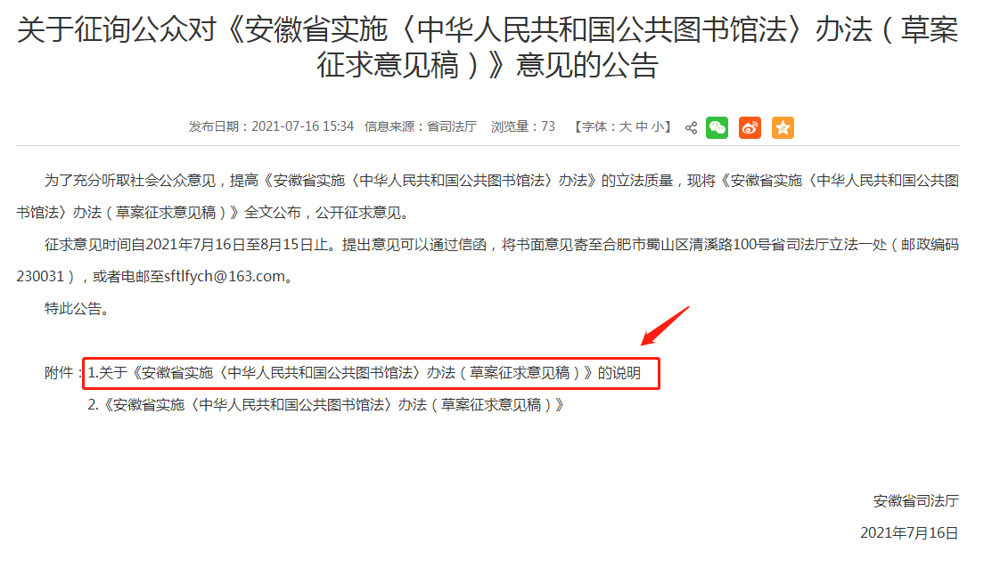 关于征询公众对《安徽省实施〈中华人民共和国公共图书馆法〉办法（草案
征求意见稿）》意见的公告
发布日期：2021-07-16 15:34 信息来源：省司法厅 浏览量：73 【字体：大 中 小】
为了充分听取社会公众意见，提高《安徽省实施〈中华人民共和国公共图书馆法〉办法》的立法质量，现将《安徽省实施〈中华人民共和国公共图
书馆法〉办法（草案征求意见稿）》全文公布，公开征求意见。
征求意见时间自2021年7月16日至8月15日止。提出意见可以通过信函，将书面意见寄至合肥市蜀山区清溪路100号省司法厅立法一处（邮政编码
230031），或者电邮至sftlfych@163.com。
特此公告。
附件：1.关于《安徽省实施〈中华人民共和国公共图书馆法〉办法（草案征求意见稿）》的说明
2.《安徽省实施〈中华人民共和国公共图书馆法〉办法（草案征求意见稿）》
安徽省司法厅
2021年7月16日